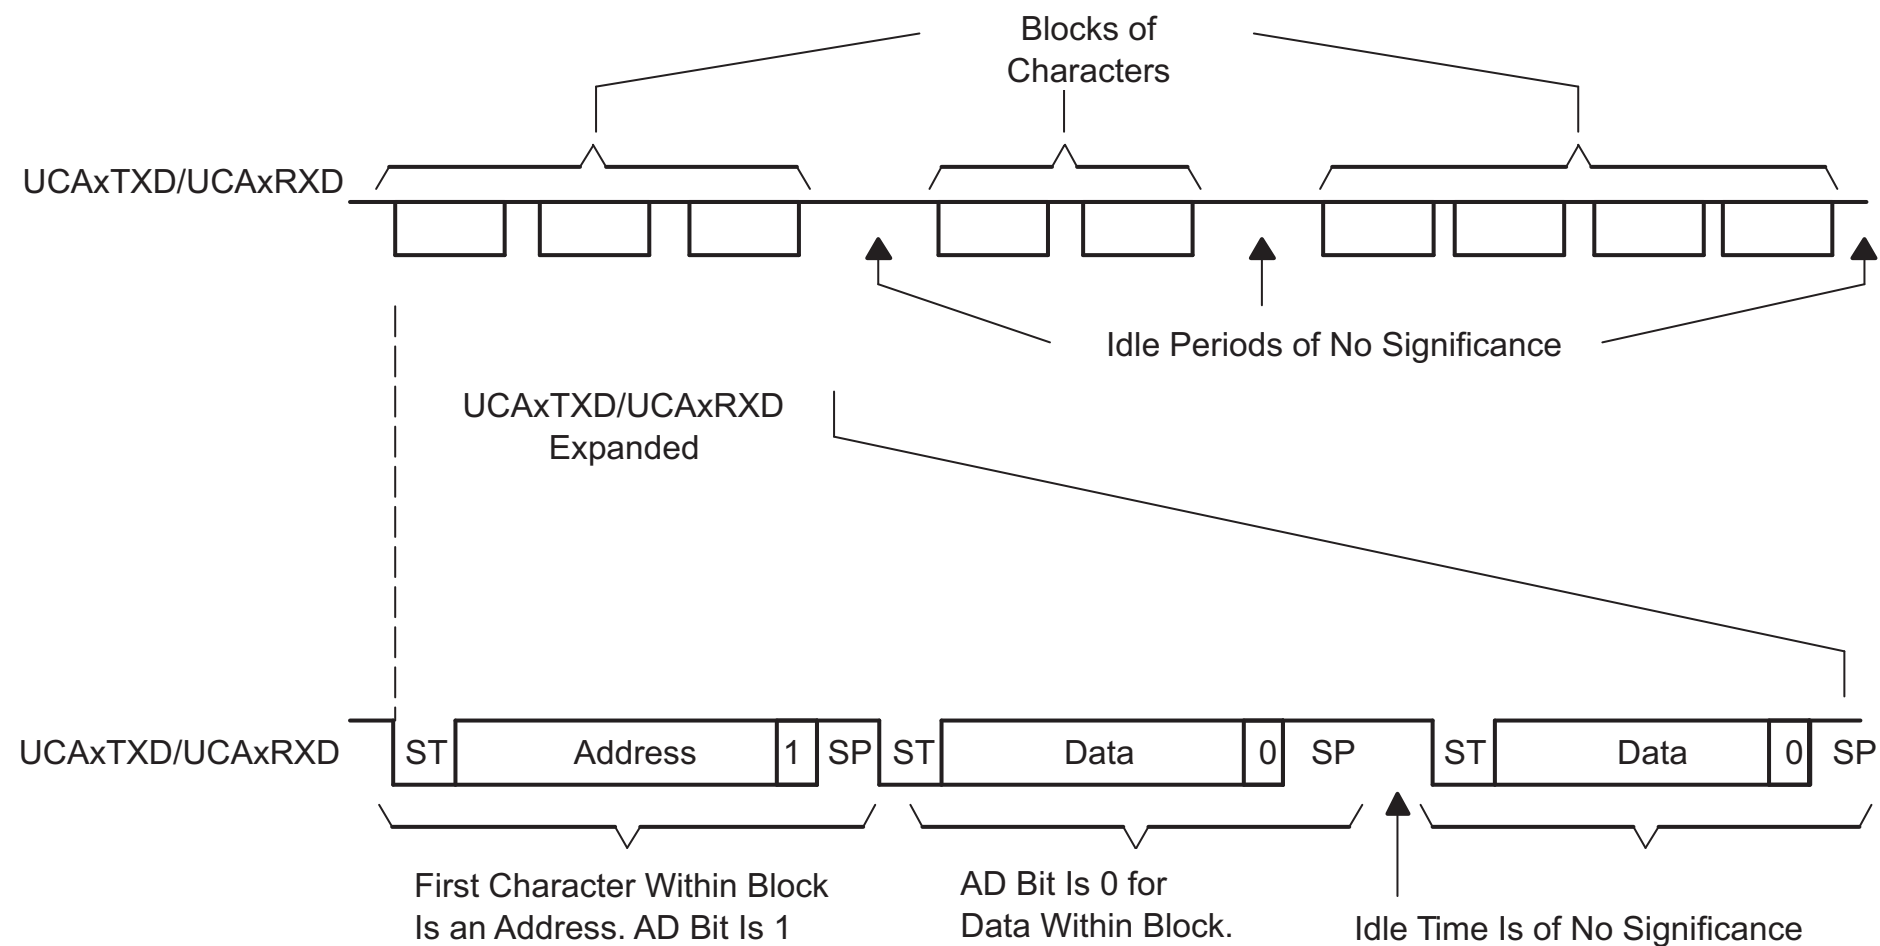 Blocks of
Characters
UCAxTXD/UCAxRXD
Idle Periods of No Significance
UCAxTXD/UCAxRXD
Expanded
UCAxTXD/UCAxRXD
ST
Address
1
SP
ST
Data
0
SP
ST
Data
0
SP
First Character Within Block
Is an Address. AD Bit Is 1
AD Bit Is 0 for
Data Within Block.
Idle Time Is of No Significance